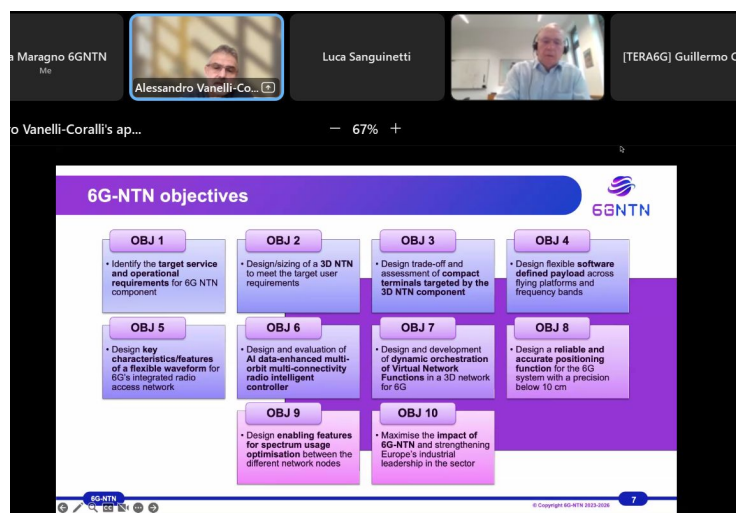 a Maragno 6GNTN
Me
Alessandro Vanelli-Co...
Luca Sanguinetti
[TERA6G] Guillermo C
o Vanelli-Coralli's ap...
— 67% +
6G-NTN objectives
6GNTN
OBJ 1
• Identify the target service
and operational
requirements for 6G NTN
component
OBJ 2
• Design/sizing of a 3D NTN
to meet the target user
requirements
OBJ 3
• Design trade-off and
assessment of compact
terminals targeted by the
3D NTN component
OBJ 4
• Design flexible software
defined payload across
flying platforms and
frequency bands
OBJ 5
• Design key
characteristics/features
of a flexible waveform for
6G's integrated radio
access network
OBJ 6
• Design and evaluation of
AI data-enhanced multi-
orbit multi-connectivity
radio intelligent
controller
OBJ 7
• Design and development
of dynamic orchestration
of Virtual Network
Functions in a 3D network
for 6G
OBJ 8
• Design a reliable and
accurate positioning
function for the 6G
system with a precision
below 10 cm
OBJ 9
• Design enabling features
for spectrum usage
optimisation between the
different network nodes
OBJ 10
• Maximise the impact of
6G-NTN and strengthening
Europe's industrial
leadership in the sector
6G-NTN
© Copyright 6G-NTN 2023-2026
7